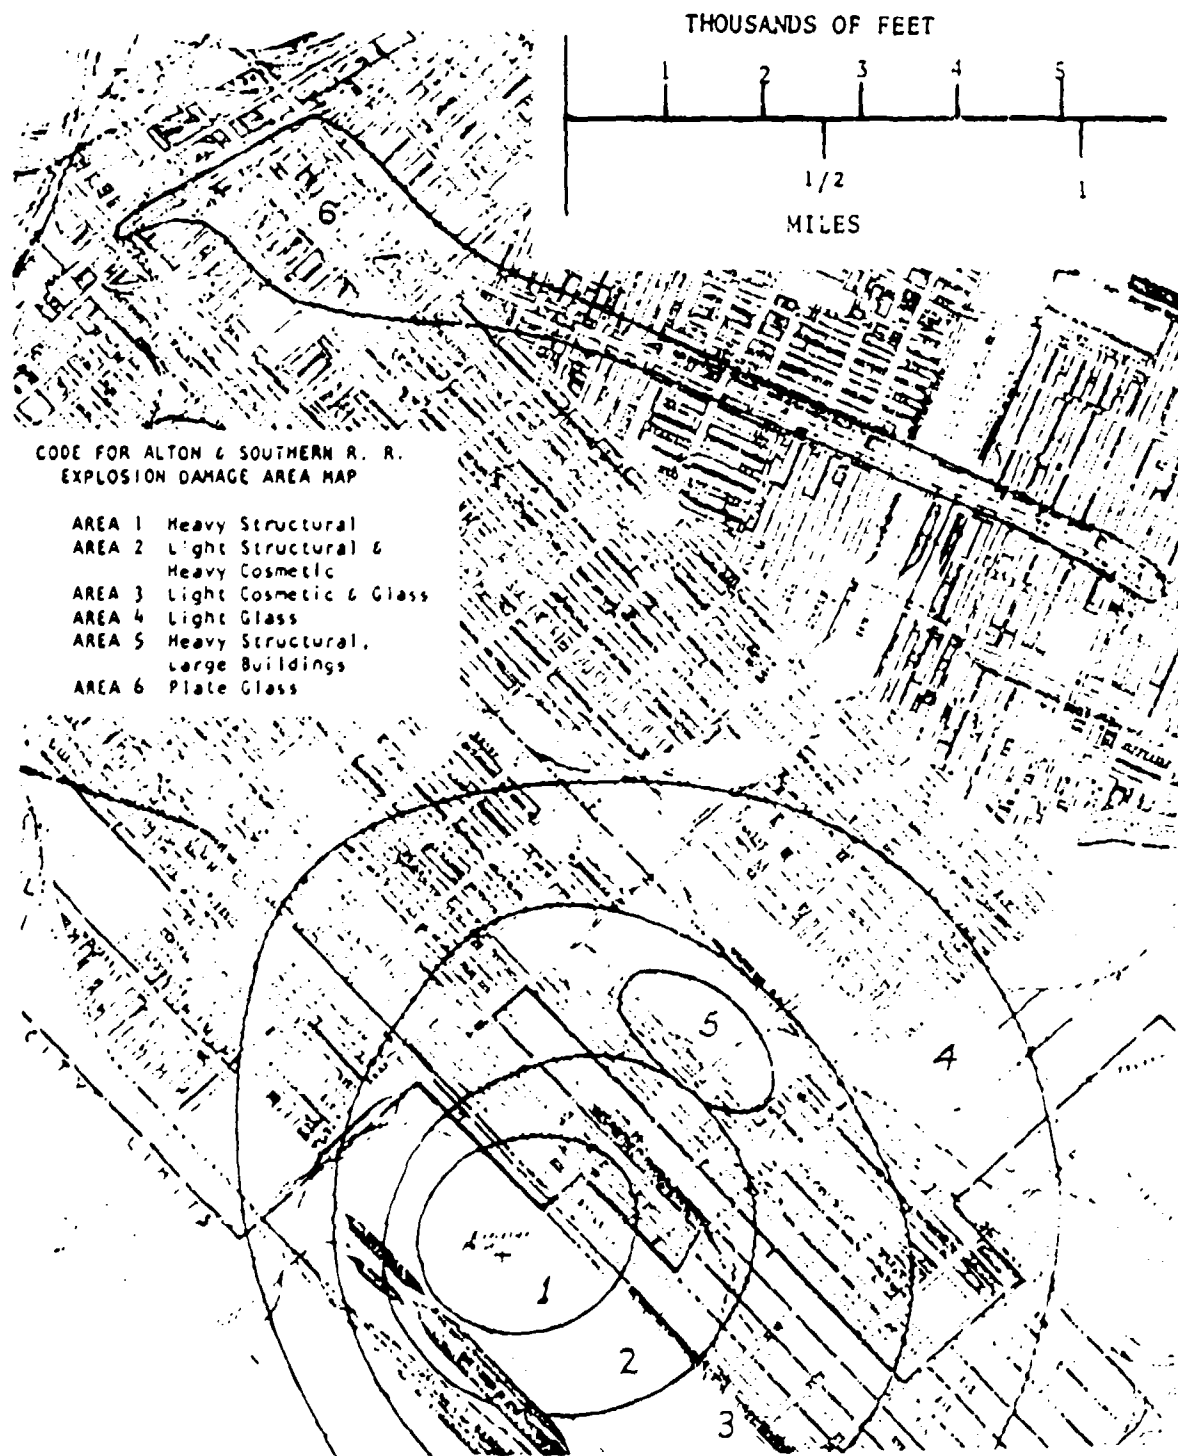 THOUSANDS OF FEET
1 2 3 4 5
1/2 1
MILES
6
CODE FOR ALTON & SOUTHERN R. R.
EXPLOSION DAMAGE AREA MAP
AREA 1 Heavy Structural
AREA 2 Light Structural &
Heavy Cosmetic
AREA 3 Light Cosmetic & Glass
AREA 4 Light Glass
AREA 5 Heavy Structural,
Large Buildings
AREA 6 Plate Glass
5
4
CITY LIMITS
1
2
3